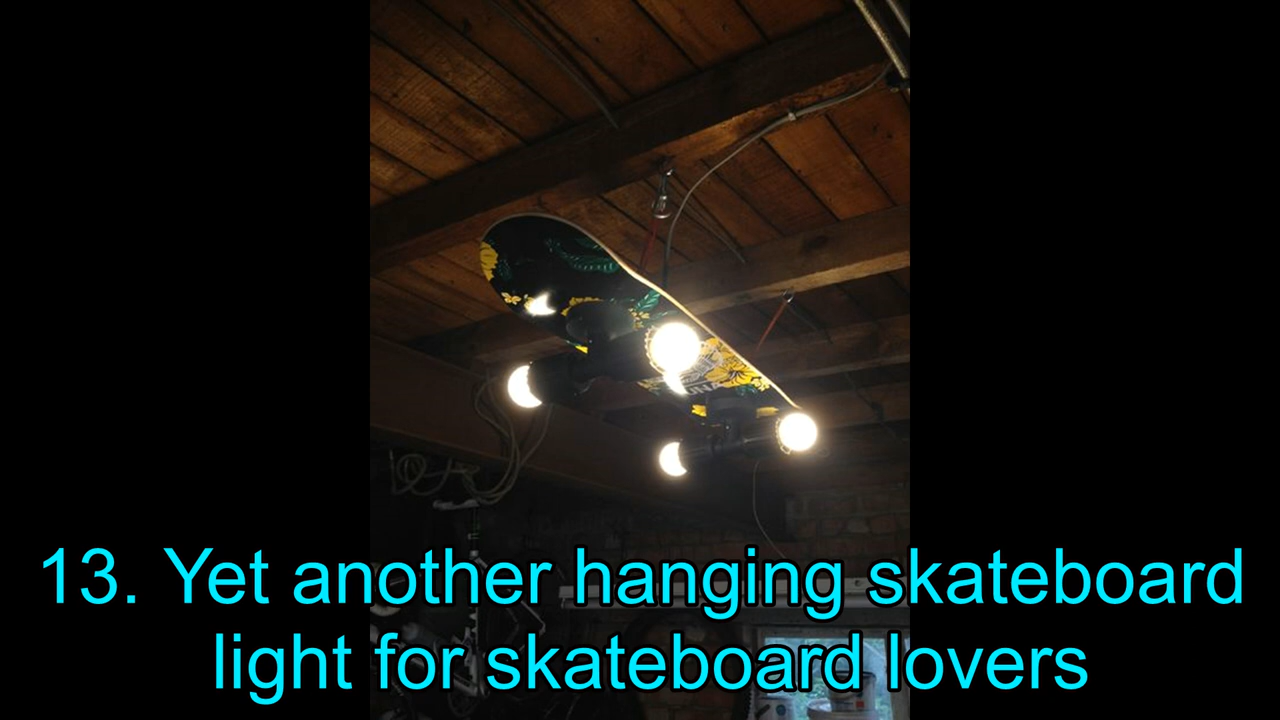 13. Yet another hanging skateboard
light for skateboard lovers